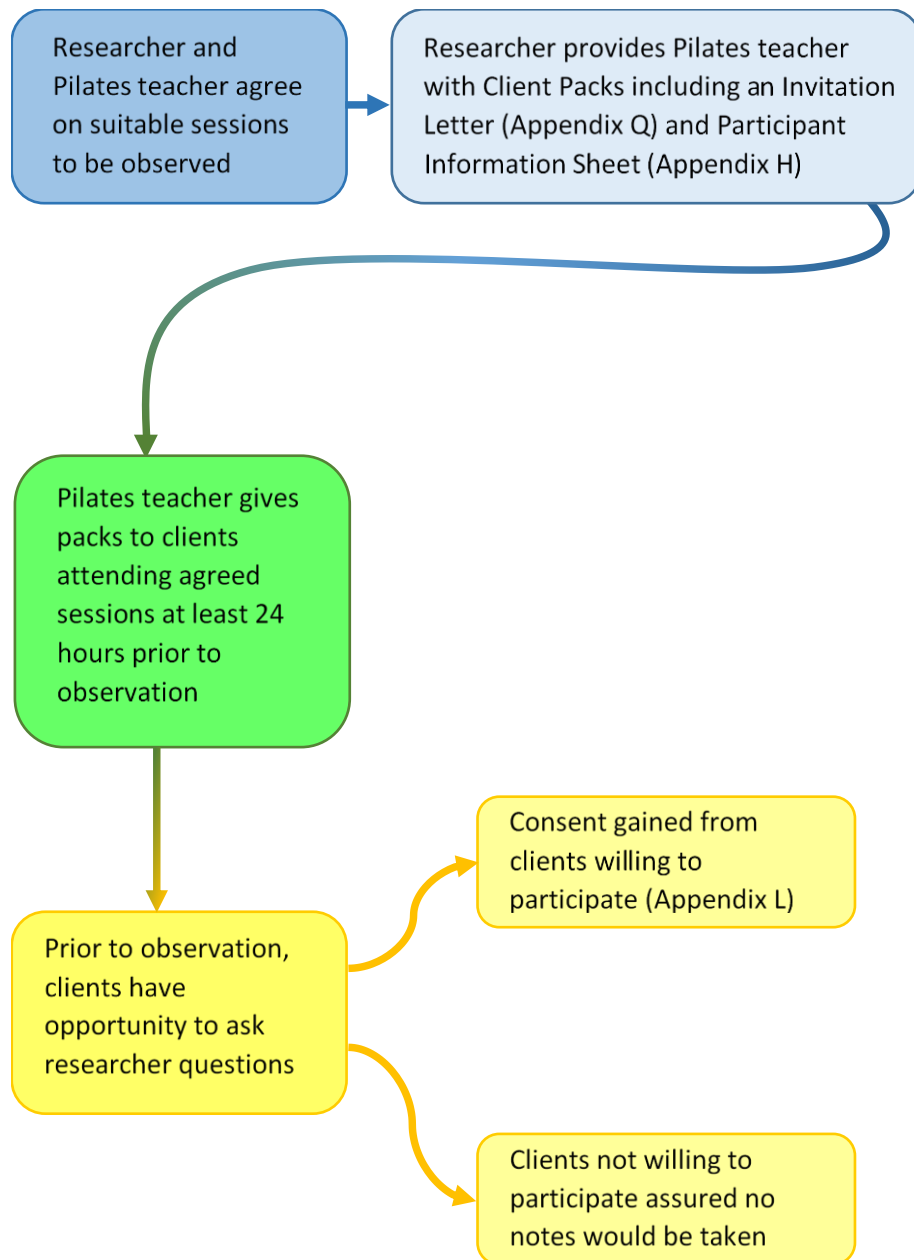 Researcher and
Pilates teacher agree
on suitable sessions
to be observed
Researcher provides Pilates teacher
with Client Packs including an Invitation
Letter (Appendix Q) and Participant
Information Sheet (Appendix H)
Pilates teacher gives
packs to clients
attending agreed
sessions at least 24
hours prior to
observation
Consent gained from
clients willing to
participate (Appendix L)
Prior to observation,
clients have
opportunity to ask
researcher questions
Clients not willing to
participate assured no
notes would be taken